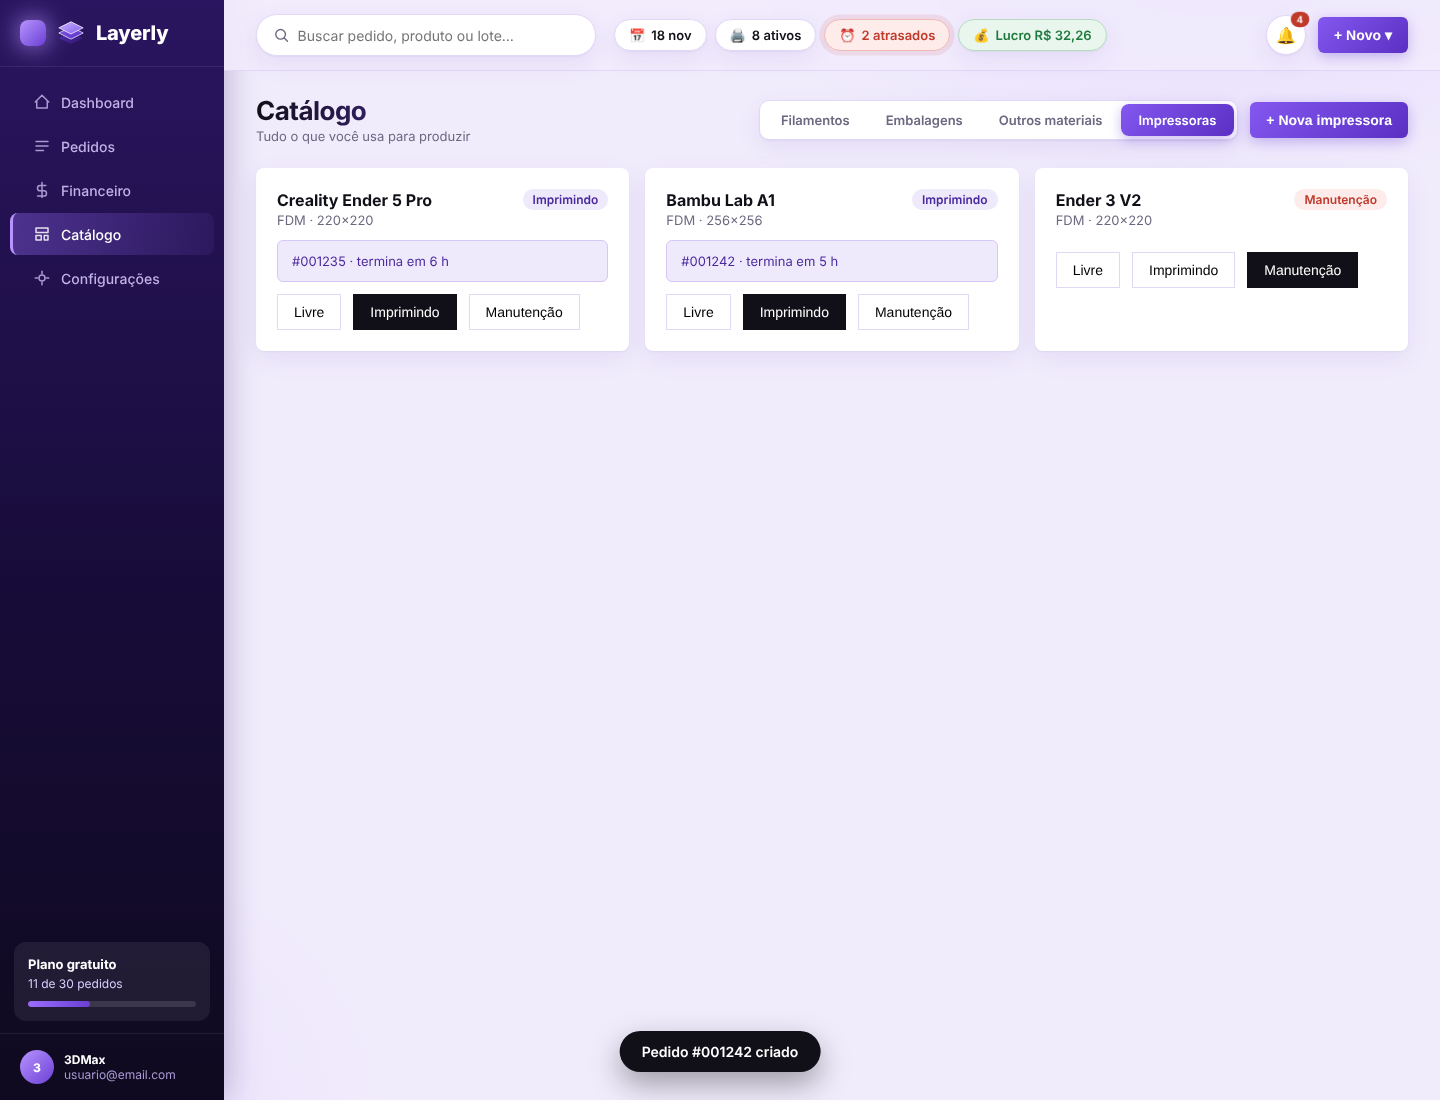 Layerly
Buscar pedido, produto ou lote...
18 nov
8 ativos
2 atrasados
Lucro R$ 32,26
4
+ Novo ▾
Dashboard
Pedidos
Financeiro
Catálogo
Configurações
Catálogo
Tudo o que você usa para produzir
Filamentos
Embalagens
Outros materiais
Impressoras
+ Nova impressora
Creality Ender 5 Pro
Imprimindo
FDM · 220×220
#001235 · termina em 6 h
Livre
Imprimindo
Manutenção
Bambu Lab A1
Imprimindo
FDM · 256×256
#001242 · termina em 5 h
Livre
Imprimindo
Manutenção
Ender 3 V2
Manutenção
FDM · 220×220
Livre
Imprimindo
Manutenção
Plano gratuito
11 de 30 pedidos
3
3DMax
usuario@email.com
Pedido #001242 criado